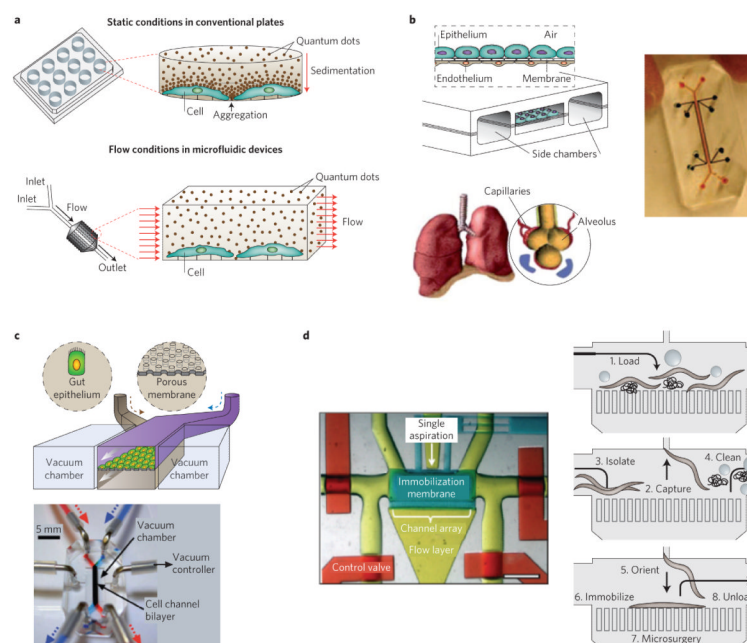 a
Static conditions in conventional plates
Quantum dots
Sedimentation
Cell
Aggregation
Flow conditions in microfluidic devices
Quantum dots
Inlet
Inlet
Flow
Flow
Outlet
Cell
b
Epithelium
Air
Endothelium
Membrane
Side chambers
Capillaries
Alveolus
c
Gut
epithelium
Porous
membrane
Vacuum
chamber
Vacuum
chamber
5 mm
Vacuum
chamber
Vacuum
controller
Cell channel
bilayer
d
Single
aspiration
Immobilization
membrane
Channel array
Flow layer
Control valve
1. Load
3. Isolate
4. Clean
2. Capture
5. Orient
6. Immobilize
8. Unloa
7. Microsurgery